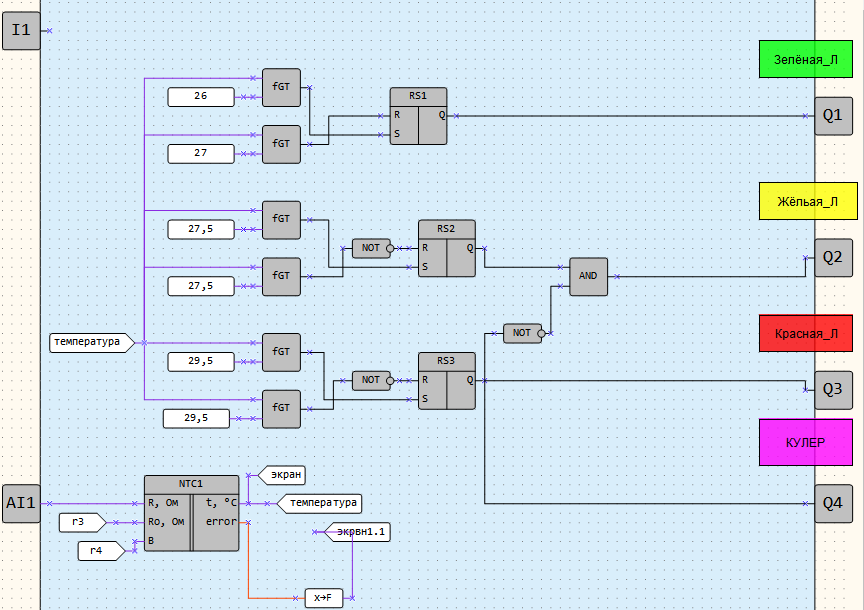 I1
Зелёная_Л
26
fGT
RS1
R
Q
S
Q1
27
fGT
Жёльая_Л
27,5
fGT
NOT
RS2
R
Q
S
Q2
27,5
fGT
AND
Красная_Л
температура
NOT
29,5
fGT
NOT
RS3
R
Q
S
Q3
29,5
fGT
КУЛЕР
экран
AI1
NTC1
R, Ом
t, °C
температура
Q4
r3
Ro, Ом
error
экрвн1.1
r4
B
x→F